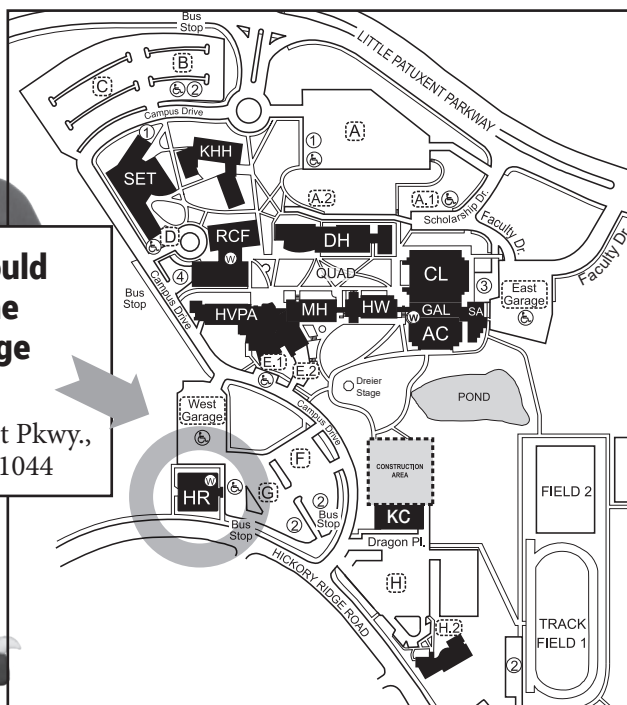 Bus
Stop
LITTLE PATUXENT PARKWAY
B
C
2
Campus Drive
A
1
1
KHH
SET
A.2
A.1
Scholarship Dr.
Faculty Dr.
Faculty Dr.
D
RCF
W
DH
QUAD
CL
4
3
East
Garage
Bus
Stop
Campus Drive
HVPA
MH
HW
GAL
W
SA
AC
E.1
E.2
Dreier
Stage
POND
West
Garage
Campus Drive
t Pkwy.,
1044
F
CONSTRUCTION
AREA
HR
W
G
2
2
Bus
Stop
Bus
Stop
KC
Dragon Pl.
FIELD 2
HICKORY RIDGE ROAD
H
H.2
TRACK
FIELD 1
2